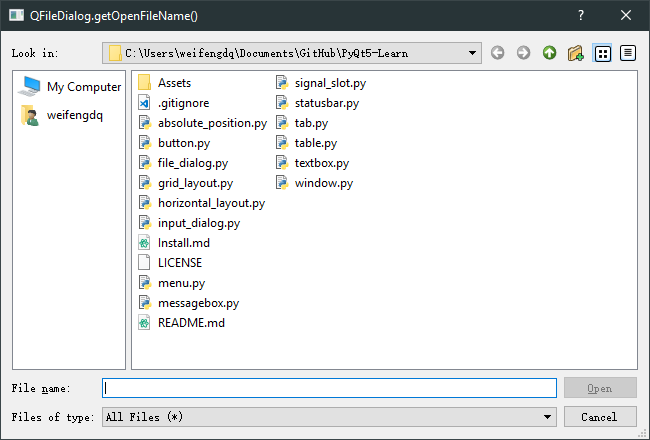 QFileDialog.getOpenFileName()
Look in:
C:\Users\weifengdq\Documents\GitHub\PyQt5-Learn
My Computer
weifengdq
Assets
.gitignore
absolute_position.py
button.py
file_dialog.py
grid_layout.py
horizontal_layout.py
input_dialog.py
Install.md
LICENSE
menu.py
messagebox.py
README.md
signal_slot.py
statusbar.py
tab.py
table.py
textbox.py
window.py
File name:
Open
Files of type:
All Files (*)
Cancel